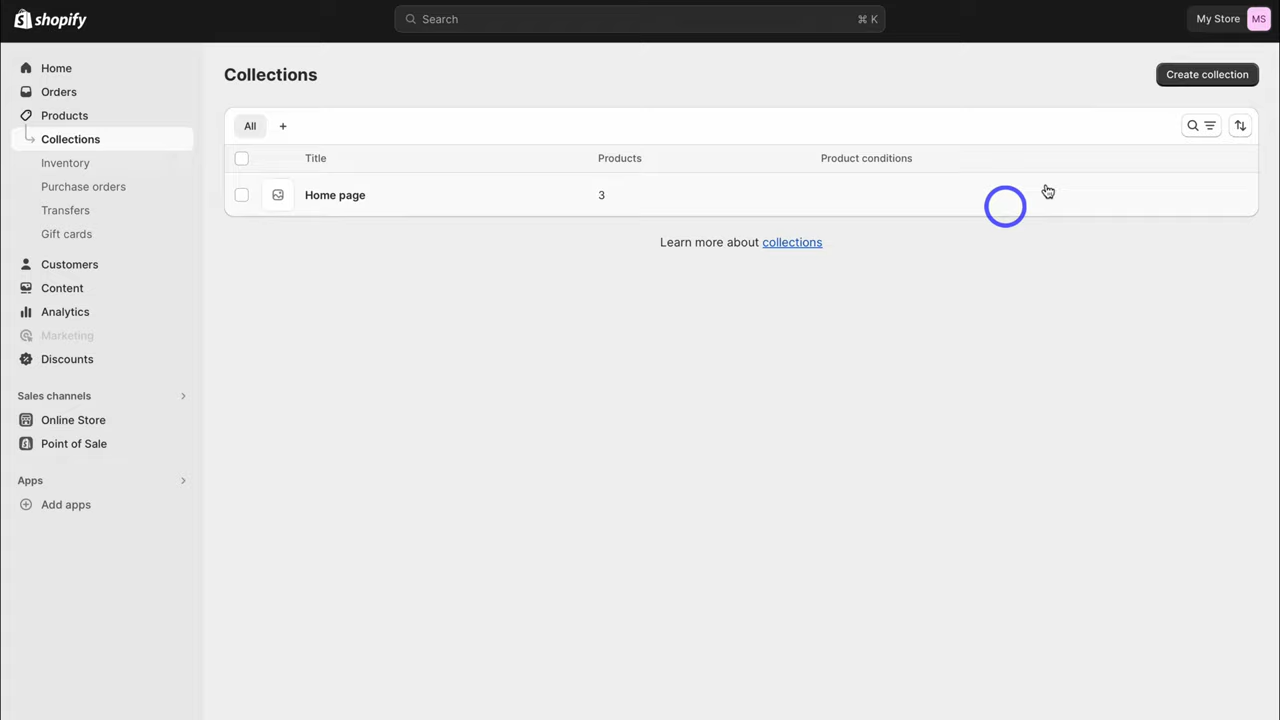 shopify
Search
⌘ K
My Store
MS
Home
Orders
Products
Collections
Inventory
Purchase orders
Transfers
Gift cards
Customers
Content
Analytics
Marketing
Discounts
Sales channels
Online Store
Point of Sale
Apps
Add apps
Collections
Create collection
All
+
Title
Products
Product conditions
Home page
3
Learn more about collections